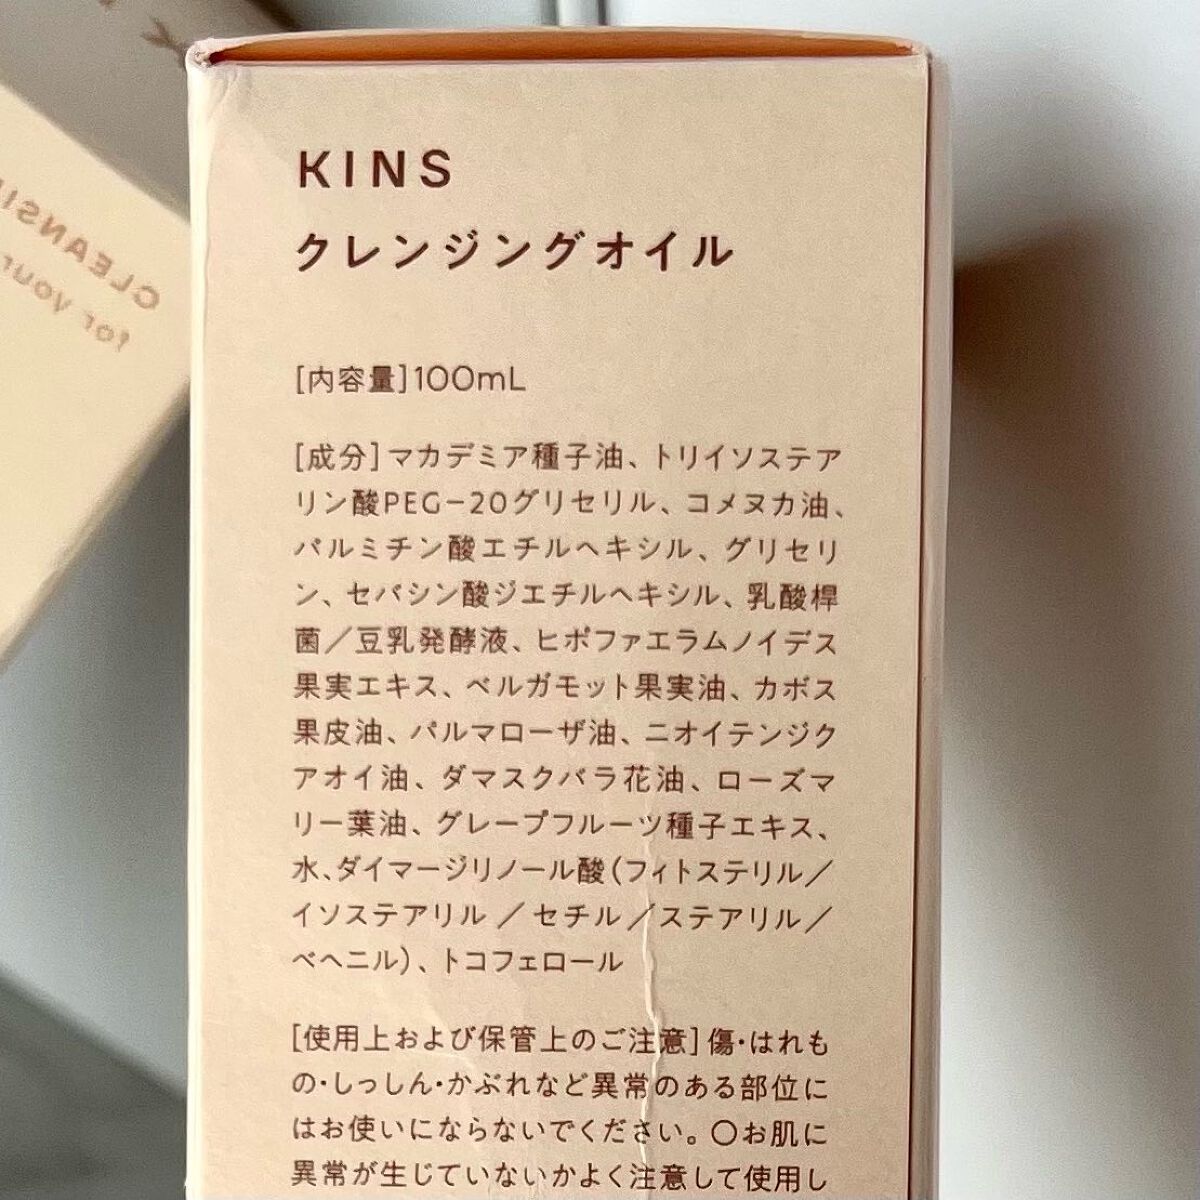 KINS
クレンジングオイル
[内容量]100mL
[成分]マカデミア種子油、トリイソステア
リン酸PEG-20グリセリル、コメヌカ油、
パルミチン酸エチルヘキシル、グリセリ
ン、セバシン酸ジエチルヘキシル、乳酸桿
菌/豆乳発酵液、ヒポファエラムノイデス
果実エキス、ベルガモット果実油、カボス
果皮油、パルマローザ油、ニオイテンジク
アオイ油、ダマスクバラ花油、ローズマ
リー葉油、グレープフルーツ種子エキス、
水、ダイマージリノール酸(フィトステリル/
イソステアリル/セチル/ステアリル/
ベヘニル)、トコフェロール
[使用上および保管上のご注意]傷・はれも
の・しっしん・かぶれなど異常のある部位に
はお使いにならないでください。〇お肌に
異常が生じていないかよく注意して使用し
for your